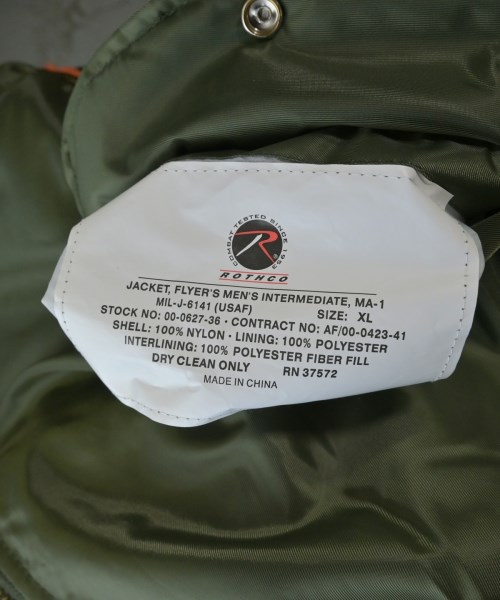 COMBAT TESTED SINCE 1953
R
ROTHCO
JACKET, FLYER'S MEN'S INTERMEDIATE, MA-1
MIL-J-6141 (USAF) SIZE: XL
STOCK NO: 00-0627-36 · CONTRACT NO: AF/00-0423-41
SHELL: 100% NYLON · LINING: 100% POLYESTER
INTERLINING: 100% POLYESTER FIBER FILL
DRY CLEAN ONLY RN 37572
MADE IN CHINA